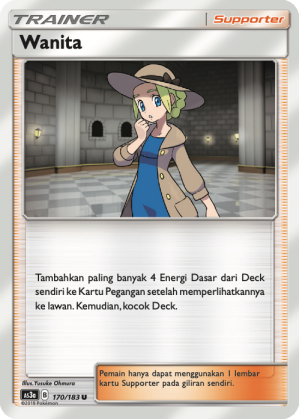 TRAINER
Supporter
Wanita
Tambahkan paling banyak 4 Energi Dasar dari Deck
sendiri ke Kartu Pegangan setelah memperlihatkannya
ke lawan. Kemudian, kocok Deck.
Illus.Yusuke Ohmura
AS3a B 170/183 U
©2019 Pokémon
Pemain hanya dapat menggunakan 1 lembar
kartu Supporter pada giliran sendiri.